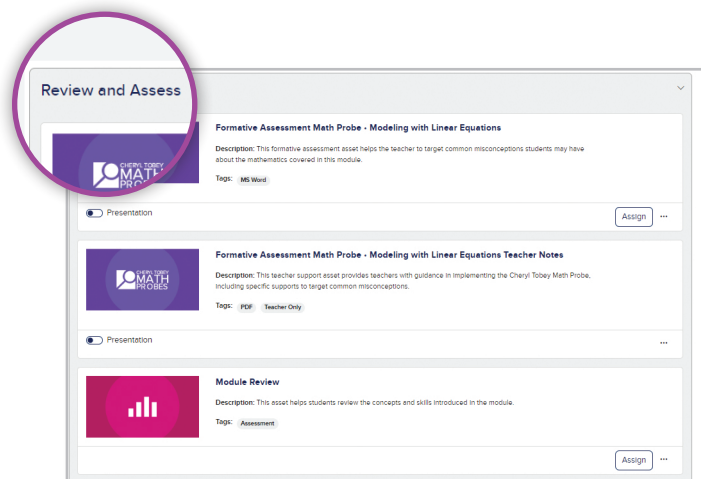 Review and Assess
CHERYL TOBEY
MATH
PROBES
Formative Assessment Math Probe • Modeling with Linear Equations
Description: This formative assessment asset helps the teacher to target common misconceptions students may have
about the mathematics covered in this module.
Tags: MS Word
Presentation
Assign
CHERYL TOBEY
MATH
PROBES
Formative Assessment Math Probe • Modeling with Linear Equations Teacher Notes
Description: This teacher support asset provides teachers with guidance in implementing the Cheryl Tobey Math Probe,
including specific supports to target common misconceptions.
Tags: PDF Teacher Only
Presentation
Module Review
Description: This asset helps students review the concepts and skills introduced in the module.
Tags: Assessment
Assign